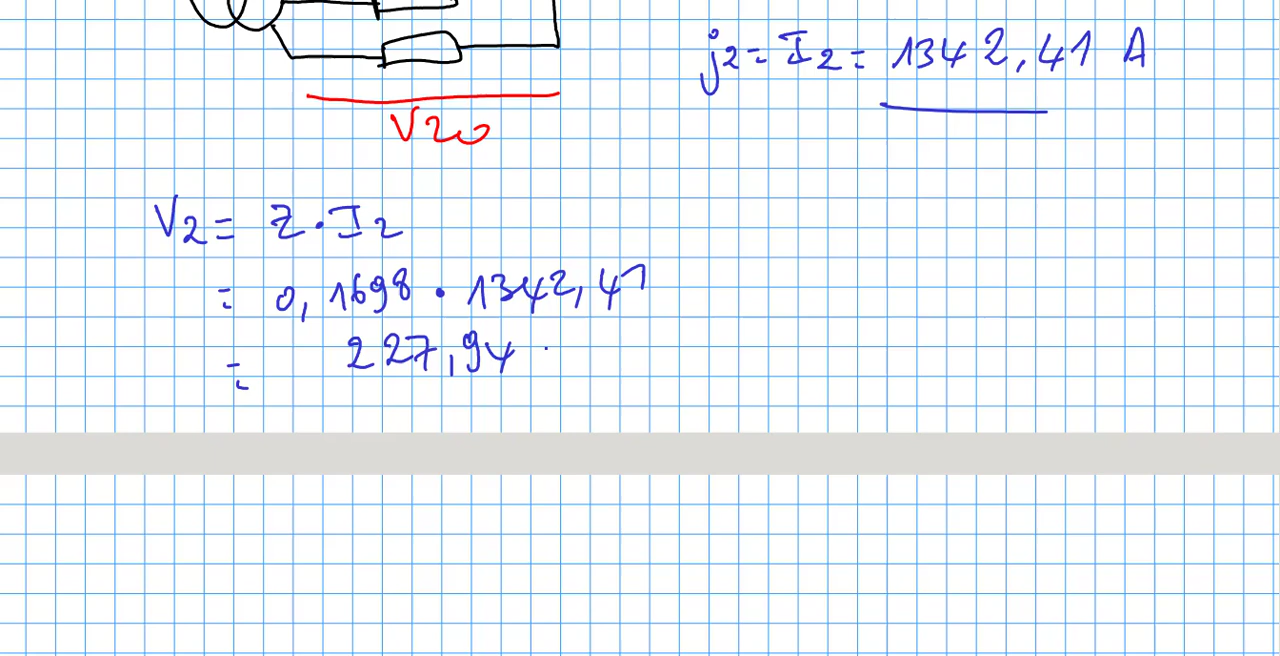 j2 = I2 = 1342,41 A
V20
V2 = Z · I2
= 0,1698 · 1342,41
= 227,94